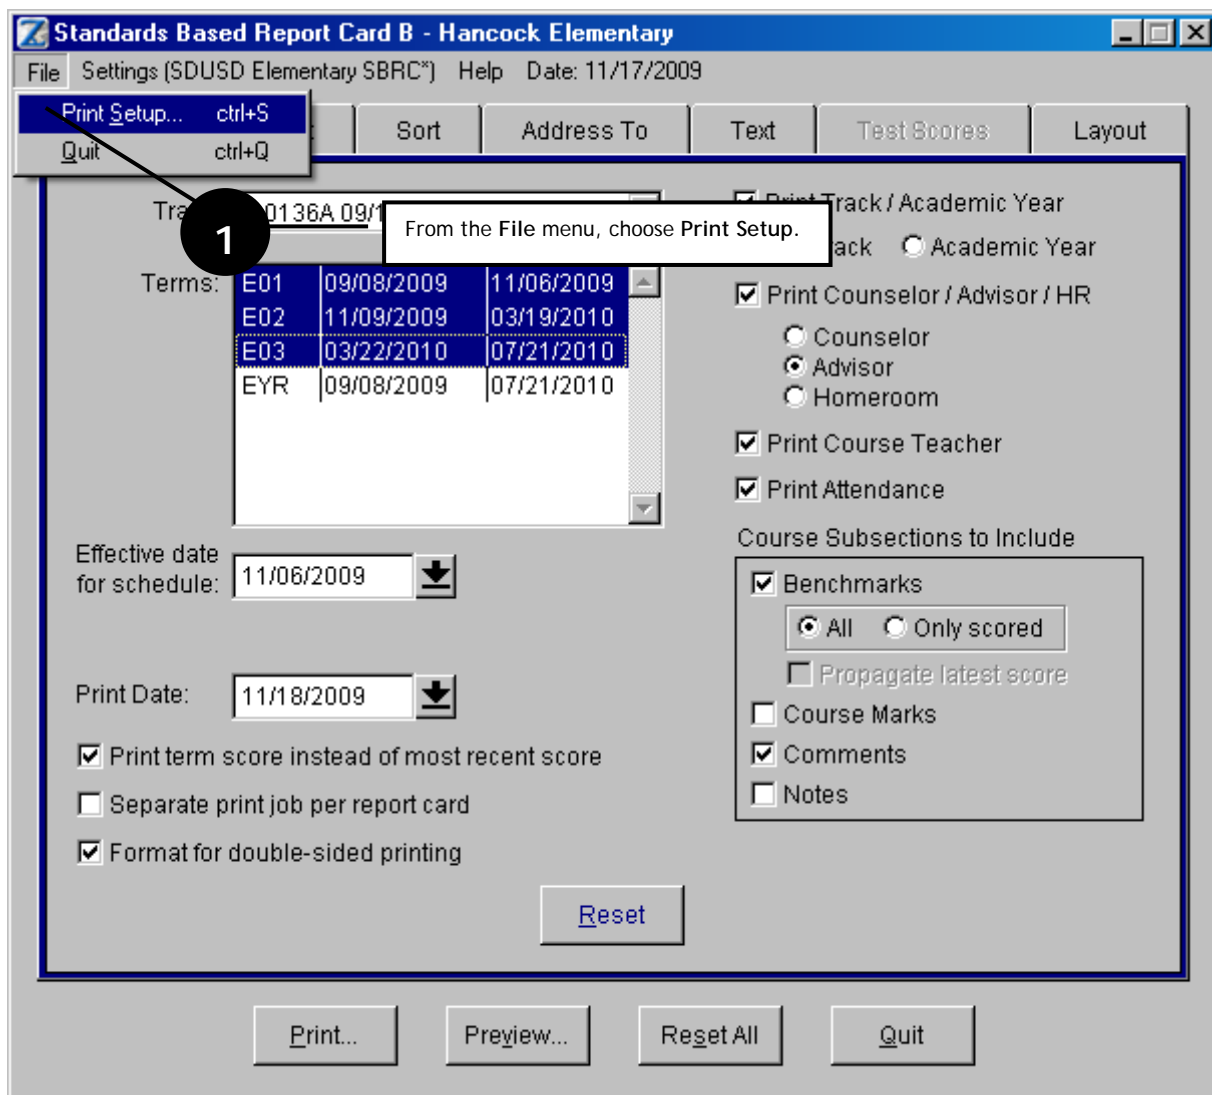 Standards Based Report Card B - Hancock Elementary
File Settings (SDUSD Elementary SBRC*) Help Date: 11/17/2009
Print Setup... ctrl+S
Quit ctrl+Q
Sort Address To Text Test Scores Layout
0136A 09/1
Print Track / Academic Year
1
From the File menu, choose Print Setup.
Academic Year
Terms:
E01 09/08/2009 11/06/2009
E02 11/09/2009 03/19/2010
E03 03/22/2010 07/21/2010
EYR 09/08/2009 07/21/2010
Print Counselor / Advisor / HR
Counselor
Advisor
Homeroom
Print Course Teacher
Print Attendance
Course Subsections to Include
Effective date
for schedule: 11/06/2009
Benchmarks
All Only scored
Propagate latest score
Print Date: 11/18/2009
Course Marks
Print term score instead of most recent score
Comments
Separate print job per report card
Notes
Format for double-sided printing
Reset
Print... Preview... Reset All Quit